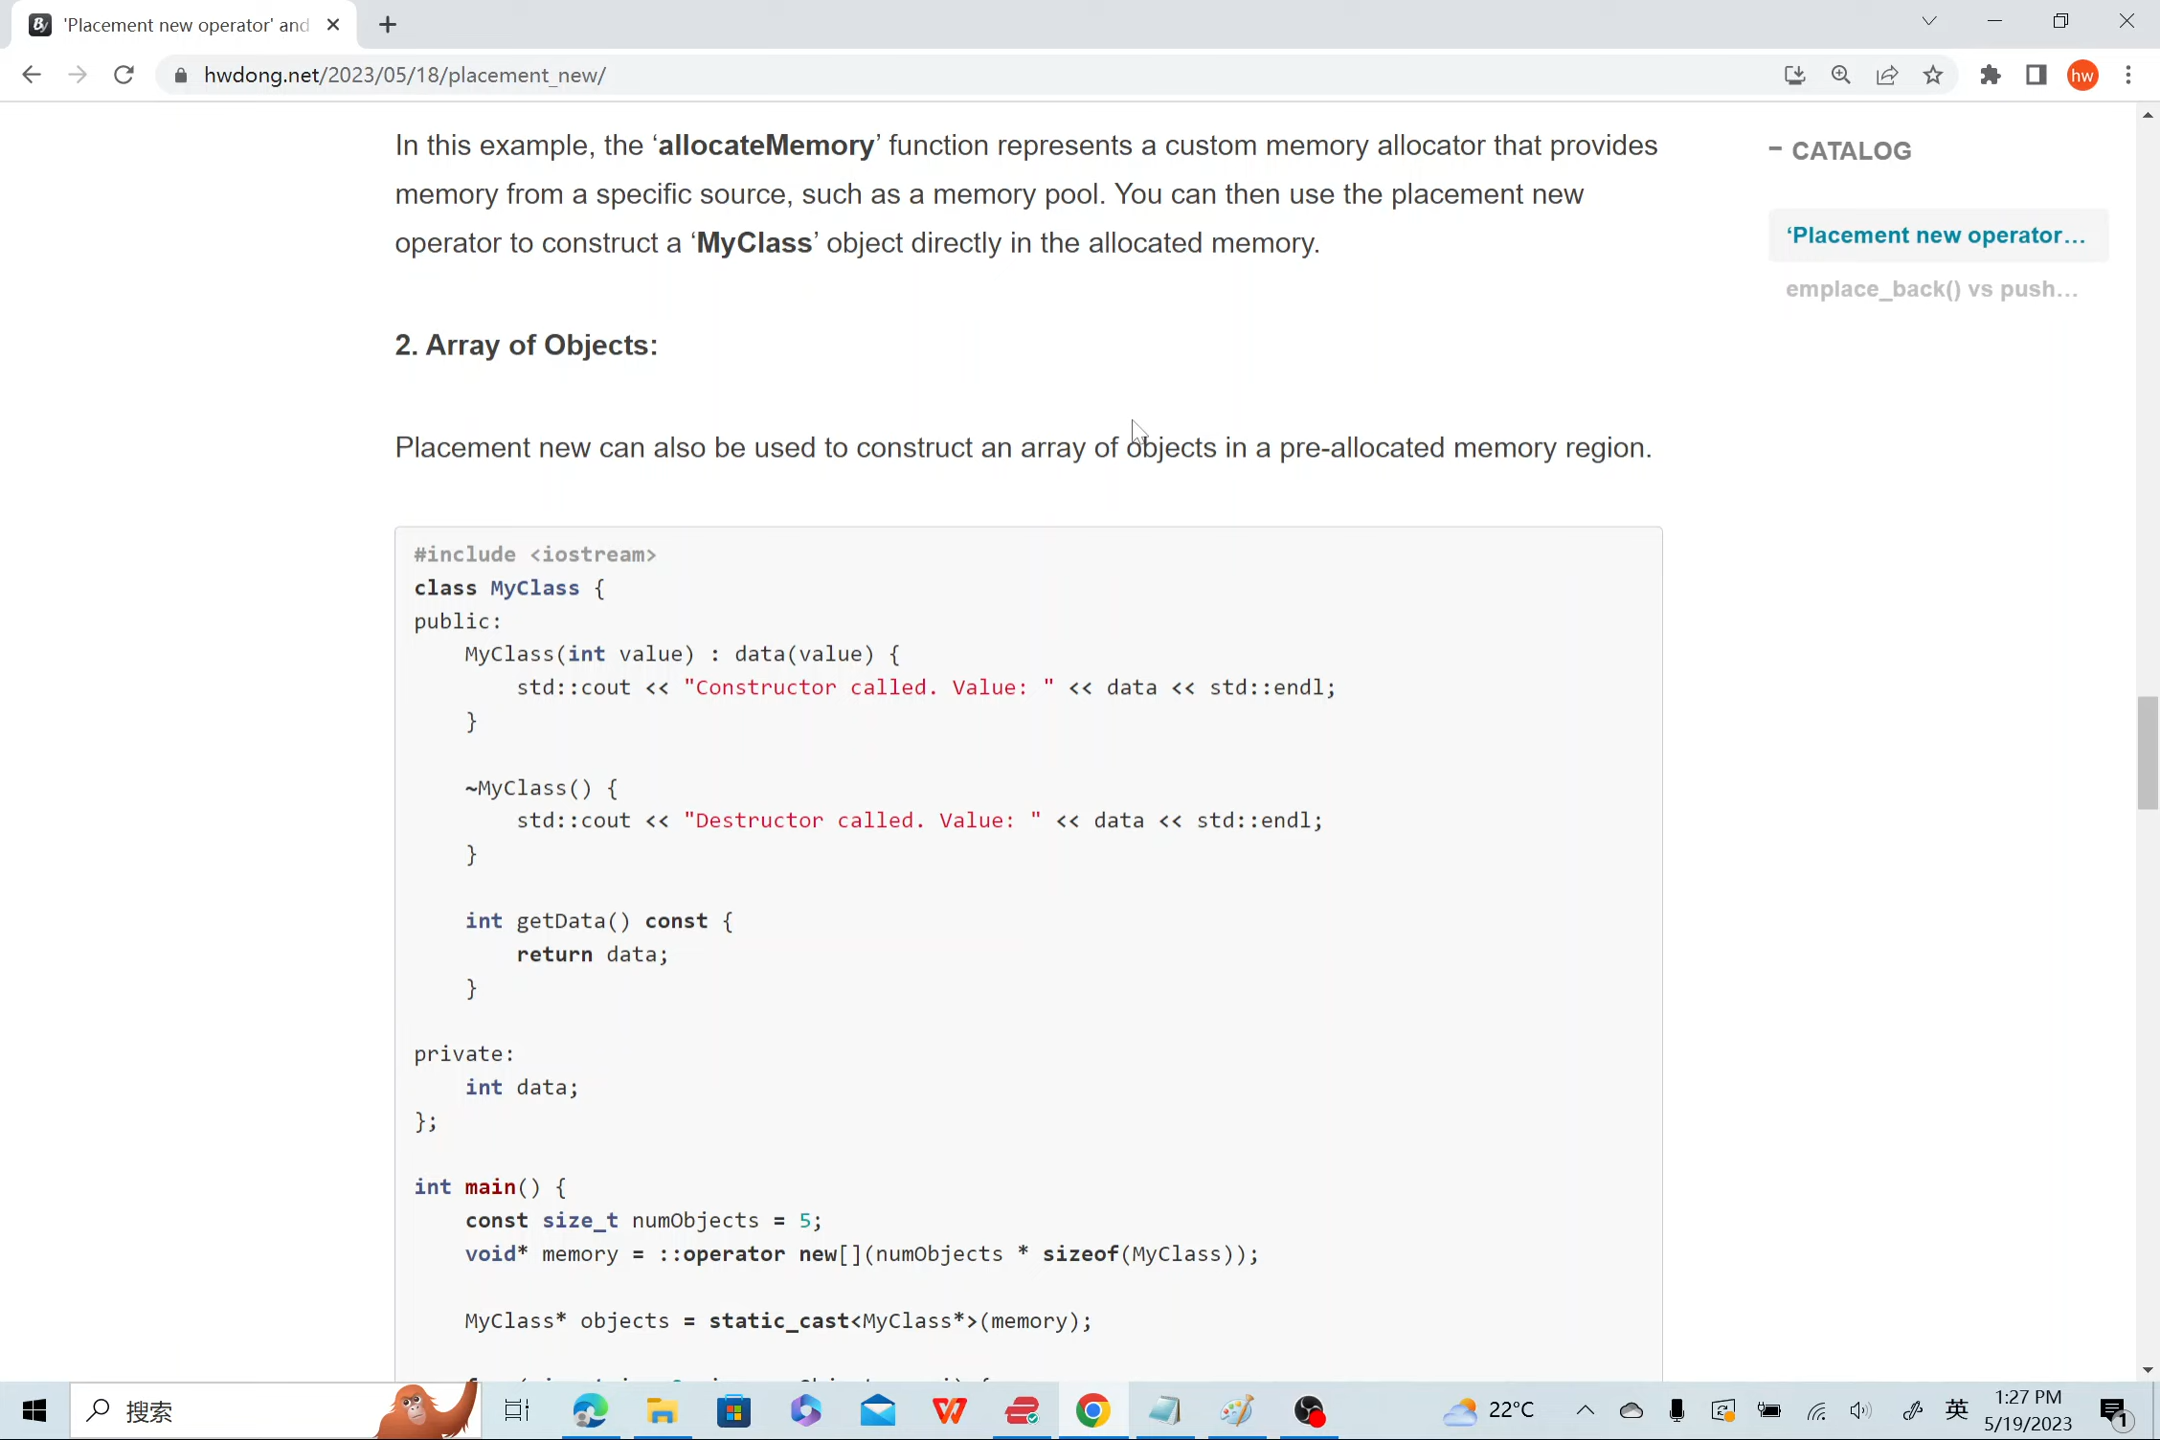 'Placement new operator' and
hwdong.net/2023/05/18/placement_new/
hw
In this example, the ‘allocateMemory’ function represents a custom memory allocator that provides
memory from a specific source, such as a memory pool. You can then use the placement new
operator to construct a ‘MyClass’ object directly in the allocated memory.
CATALOG
‘Placement new operator...
emplace_back() vs push...
2. Array of Objects:
Placement new can also be used to construct an array of objects in a pre-allocated memory region.
#include <iostream>
class MyClass {
public:
    MyClass(int value) : data(value) {
        std::cout << "Constructor called. Value: " << data << std::endl;
    }
    ~MyClass() {
        std::cout << "Destructor called. Value: " << data << std::endl;
    }
    int getData() const {
        return data;
    }
private:
    int data;
};
int main() {
    const size_t numObjects = 5;
    void* memory = ::operator new[](numObjects * sizeof(MyClass));
    MyClass* objects = static_cast<MyClass*>(memory);
搜索
22°C
英
1:27 PM
5/19/2023
1